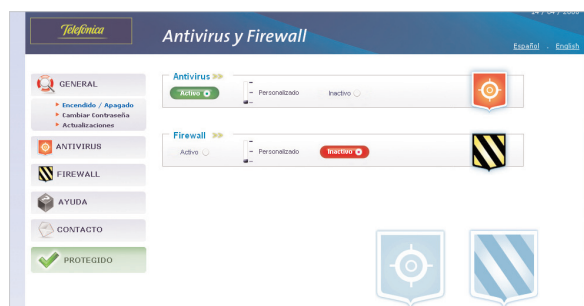 Telefónica
Antivirus y Firewall
Español - English
GENERAL
Encendido / Apagado
Cambiar Contraseña
Actualizaciones
ANTIVIRUS
FIREWALL
AYUDA
CONTACTO
PROTEGIDO
Antivirus
Activo
Personalizado
Inactivo
Firewall
Activo
Personalizado
Inactivo